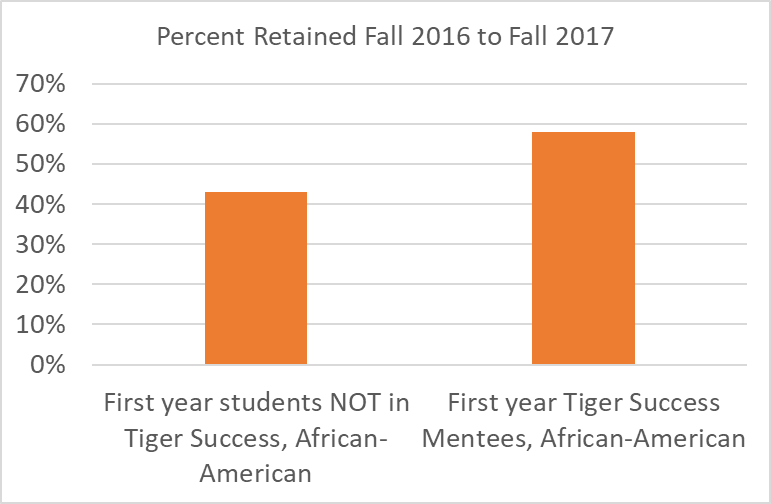 Percent Retained Fall 2016 to Fall 2017
70%
60%
50%
40%
30%
20%
10%
0%
First year students NOT in
Tiger Success, African-
American
First year Tiger Success
Mentees, African-American